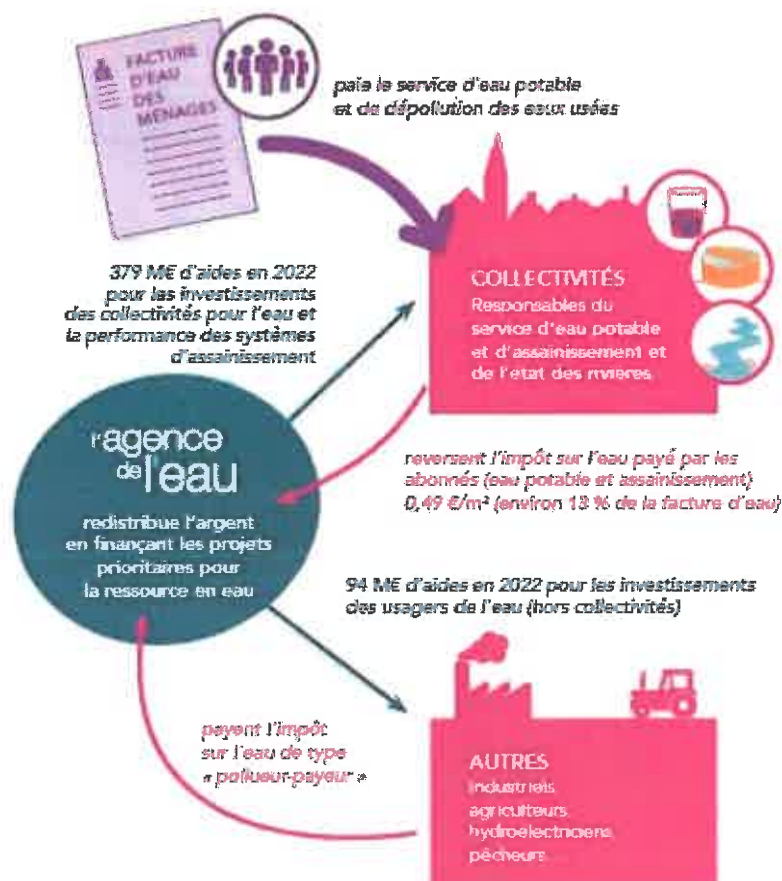 FACTURE
D'EAU
DES
MÉNAGES
paie le service d'eau potable
et de dépollution des eaux usées
379 M€ d'aides en 2022
pour les investissements
des collectivités pour l'eau et
la performance des systèmes
d'assainissement
COLLECTIVITÉS
Responsables du
service d'eau potable
et d'assainissement et
de l'état des rivières
l'agence
de l'eau
redistribue l'argent
en finançant les projets
prioritaires pour
la ressource en eau
reversent l'impôt sur l'eau payé par les
abonnés (eau potable et assainissement)
0,49 €/m³ (environ 13 % de la facture d'eau)
94 M€ d'aides en 2022 pour les investissements
des usagers de l'eau (hors collectivités)
payent l'impôt
sur l'eau de type
« pollueur-payeur »
AUTRES
industriels
agriculteurs
hydroélectriciens
pêcheurs